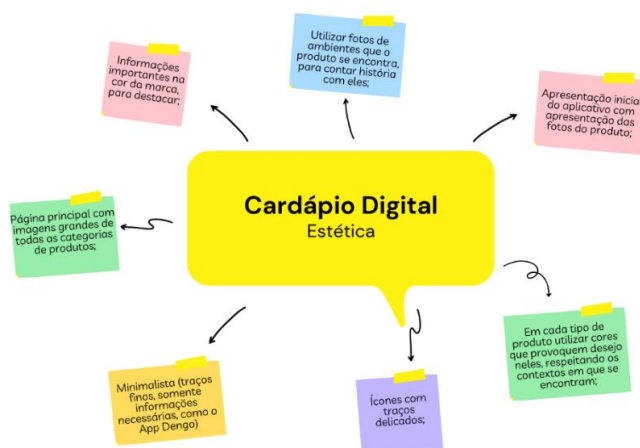 Informações
importantes na
cor da marca,
para destacar;
Utilizar fotos de
ambientes que o
produto se encontra,
para contar história
com eles;
Apresentação inicial
do aplicativo com
apresentação das
fotos do produto;
Cardápio Digital
Estética
Página principal com
imagens grandes de
todas as categorias
de produtos;
Em cada tipo de
produto utilizar cores
que provoquem desejo
neles, respeitando os
contextos em que se
encontram;
Minimalista (traços
finos, somente
informações
necessárias, como o
App Dengo)
Ícones com
traços
delicados;